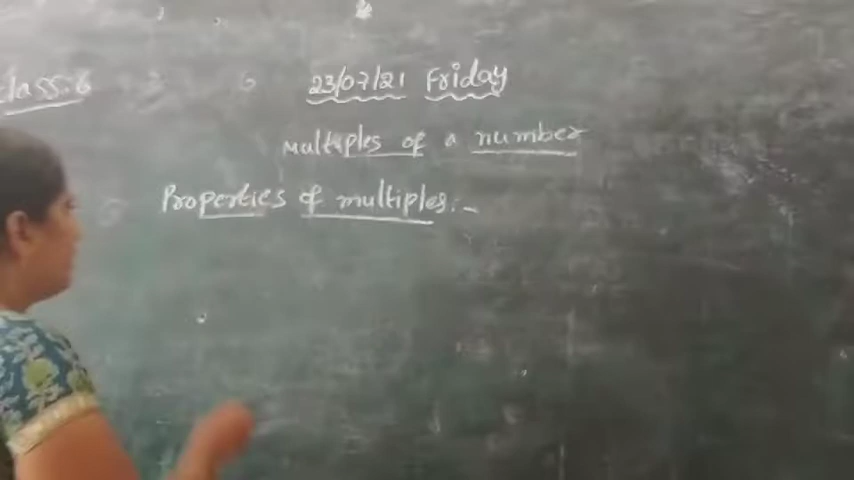 class:6
23/07/21 Friday
Multiples of a number
Properties of multiples:-